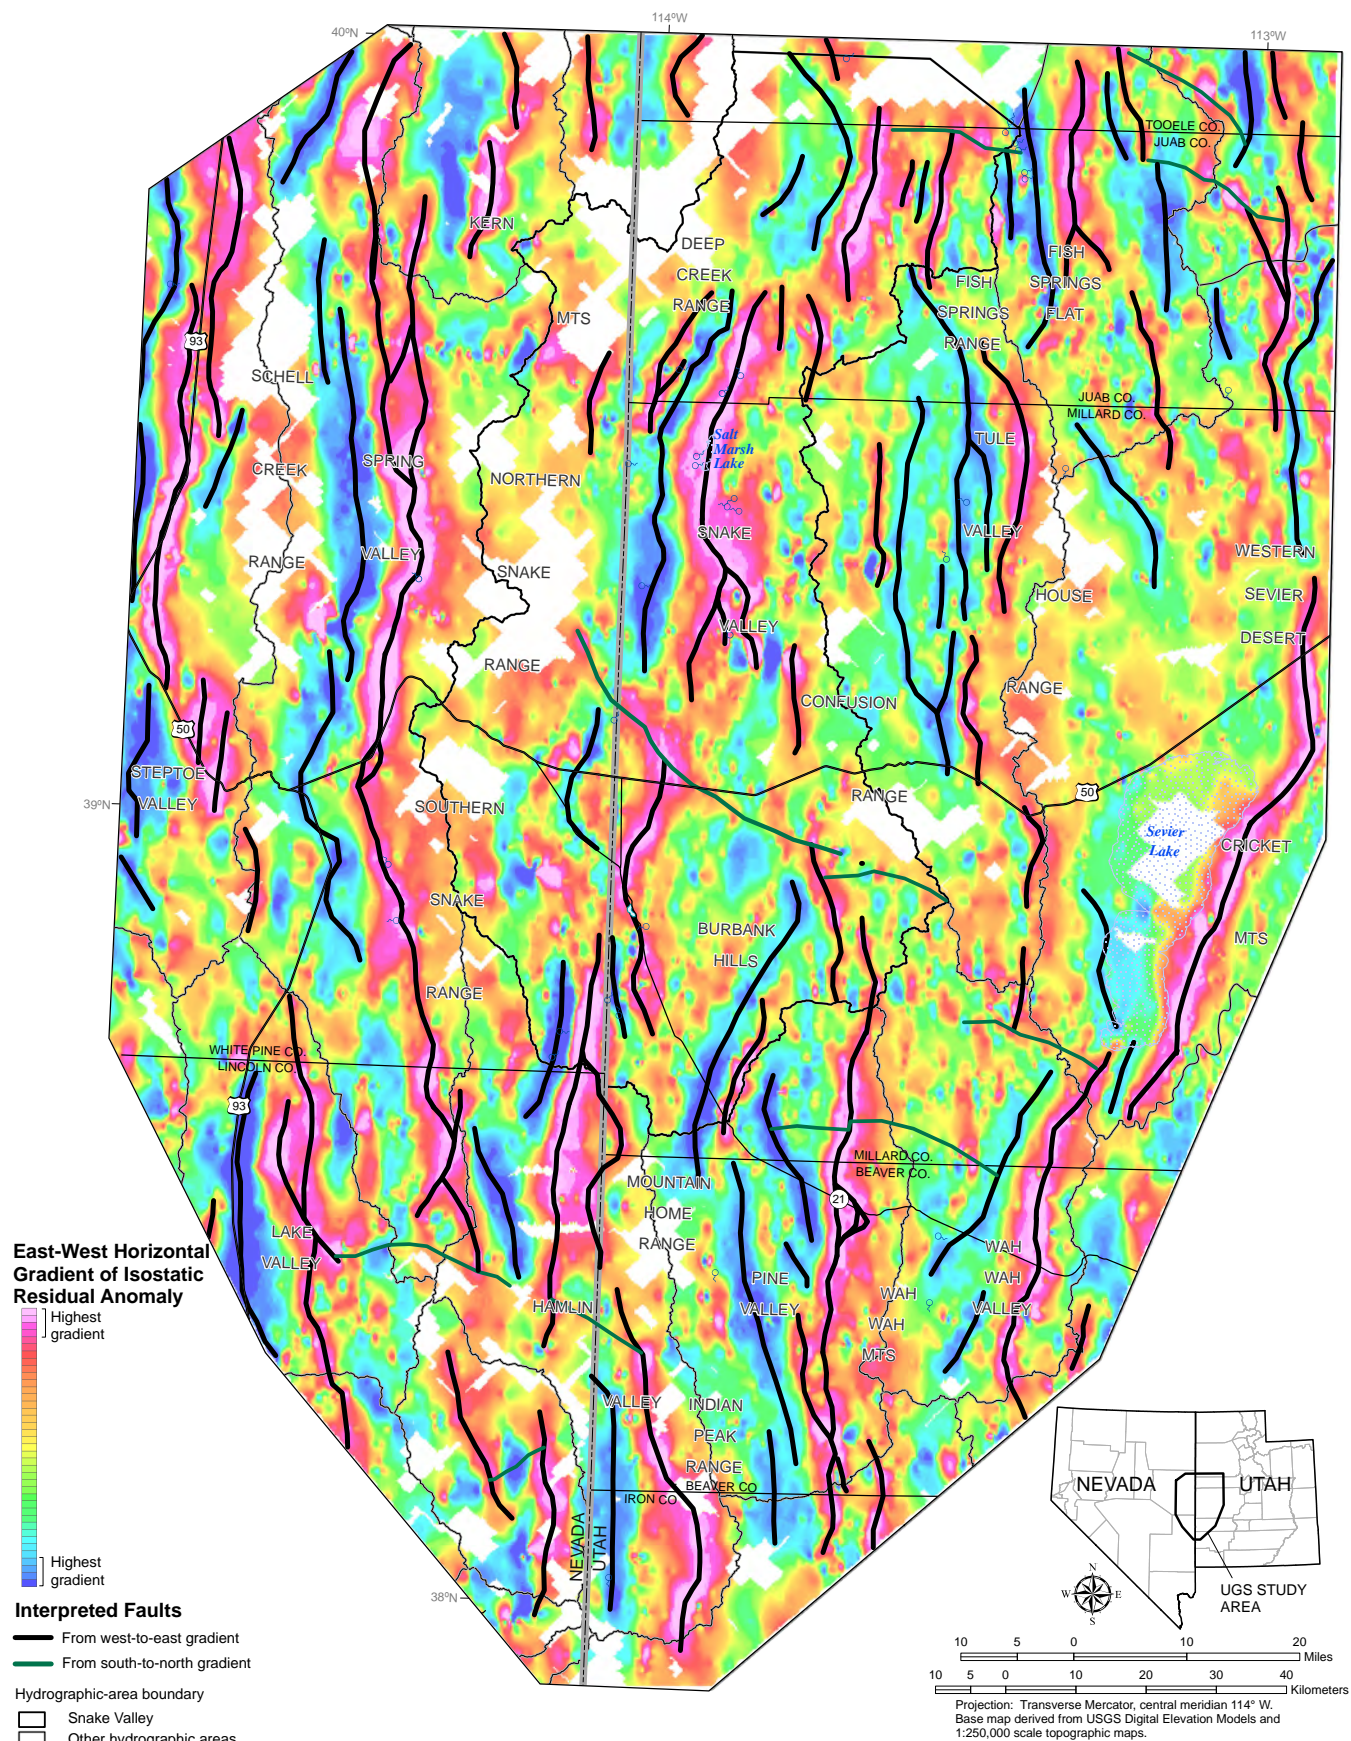 40°N
114°W
113°W
TOOELE CO.
JUAB CO.
KERN
DEEP
CREEK
RANGE
FISH
SPRINGS
FLAT
FISH
SPRINGS
RANGE
MTS
93
SCHELL
JUAB CO.
MILLARD CO.
Salt
Marsh
Lake
TULE
CREEK
SPRING
NORTHERN
SNAKE
VALLEY
RANGE
VALLEY
WESTERN
SNAKE
HOUSE
SEVIER
VALLEY
DESERT
RANGE
RANGE
CONFUSION
50
STEPTOE
VALLEY
39°N
SOUTHERN
RANGE
50
Sevier
Lake
CRICKET
SNAKE
BURBANK
HILLS
MTS
RANGE
WHITE PINE CO.
LINCOLN CO.
93
MILLARD CO.
BEAVER CO.
MOUNTAIN
HOME
RANGE
21
LAKE
VALLEY
WAH
WAH
VALLEY
PINE
VALLEY
WAH
WAH
MTS
HAMLIN
VALLEY
INDIAN
PEAK
RANGE
BEAVER CO
IRON CO
NEVADA
UTAH
38°N
East-West Horizontal
Gradient of Isostatic
Residual Anomaly
Highest
gradient
Highest
gradient
Interpreted Faults
From west-to-east gradient
From south-to-north gradient
Hydrographic-area boundary
Snake Valley
Other hydrographic areas
NEVADA
UTAH
UGS STUDY
AREA
N
W
E
S
10 5 0 10 20
Miles
10 5 0 10 20 30 40
Kilometers
Projection: Transverse Mercator, central meridian 114° W.
Base map derived from USGS Digital Elevation Models and
1:250,000 scale topographic maps.